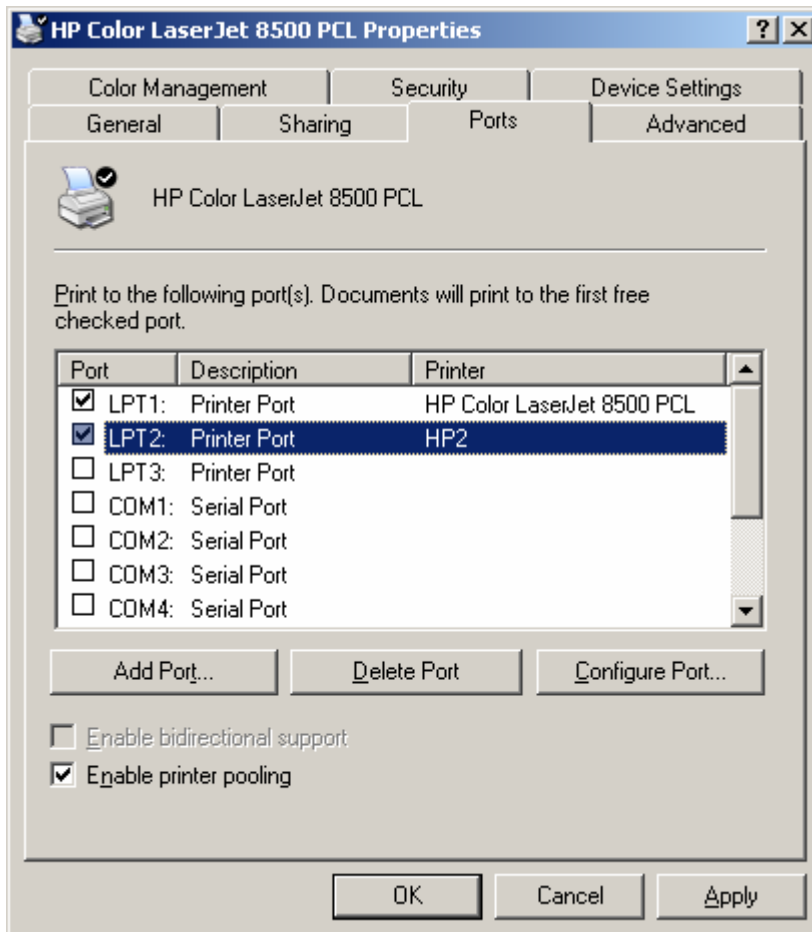 HP Color LaserJet 8500 PCL Properties
Color Management Security Device Settings
General Sharing Ports Advanced
HP Color LaserJet 8500 PCL
Print to the following port(s). Documents will print to the first free
checked port.
Port Description Printer
LPT1: Printer Port HP Color LaserJet 8500 PCL
LPT2: Printer Port HP2
LPT3: Printer Port
COM1: Serial Port
COM2: Serial Port
COM3: Serial Port
COM4: Serial Port
Add Port... Delete Port Configure Port...
Enable bidirectional support
Enable printer pooling
OK Cancel Apply